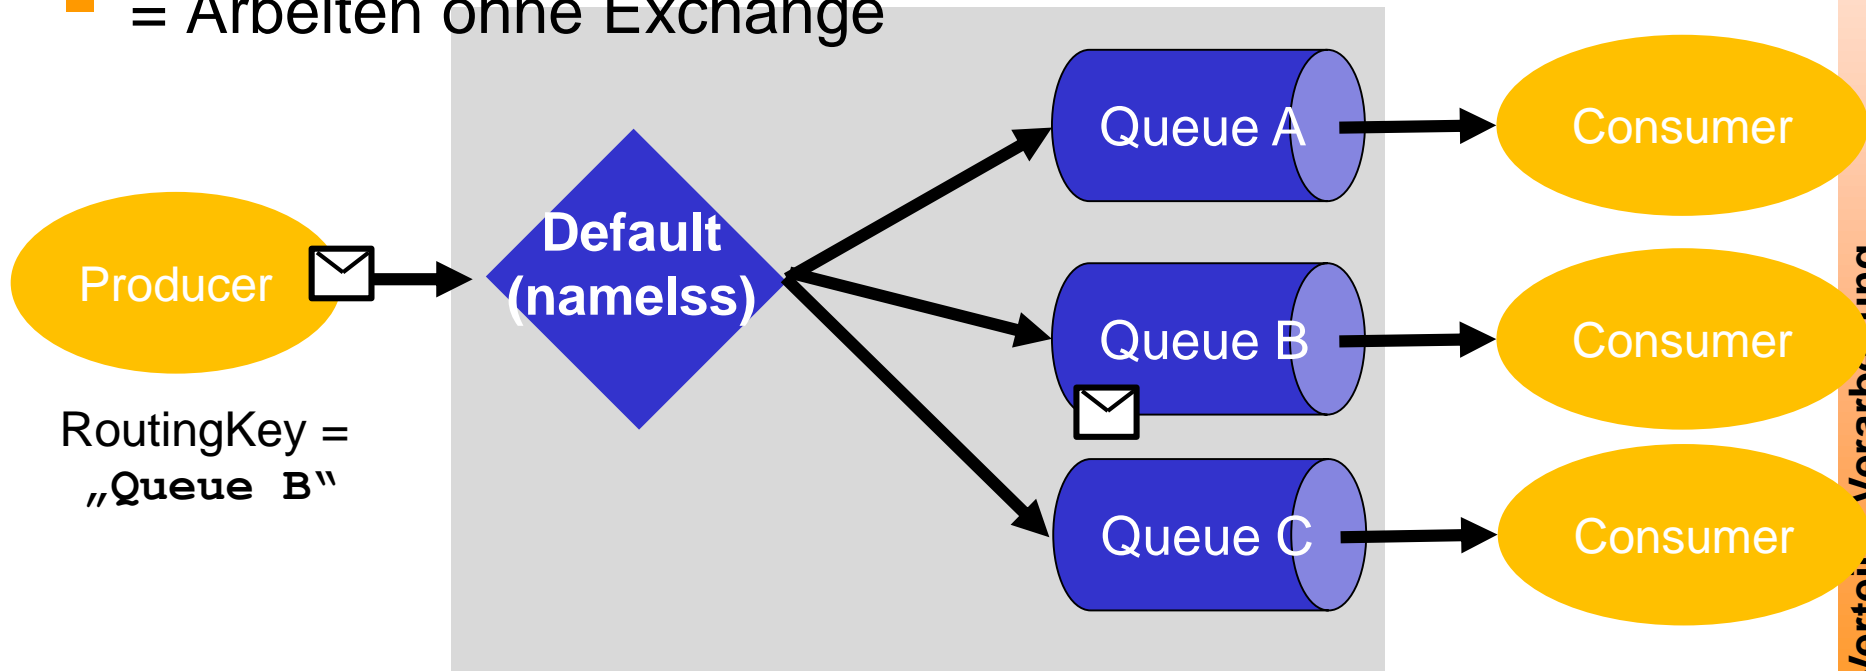 = Arbeiten ohne Exchange
Queue A
Consumer
Default
(namelss)
Producer
Queue B
Consumer
RoutingKey =
„Queue B“
Queue C
Consumer